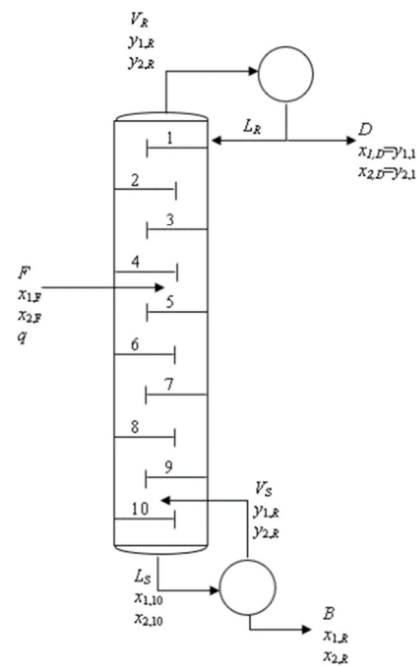 V_R
y_{1,R}
y_{2,R}
L_R
D
x_{1,D}=y_{1,1}
x_{2,D}=y_{2,1}
1
2
3
4
F
x_{1,F}
x_{2,F}
q
5
6
7
8
9
10
V_S
y_{1,R}
y_{2,R}
L_S
x_{1,10}
x_{2,10}
B
x_{1,R}
x_{2,R}